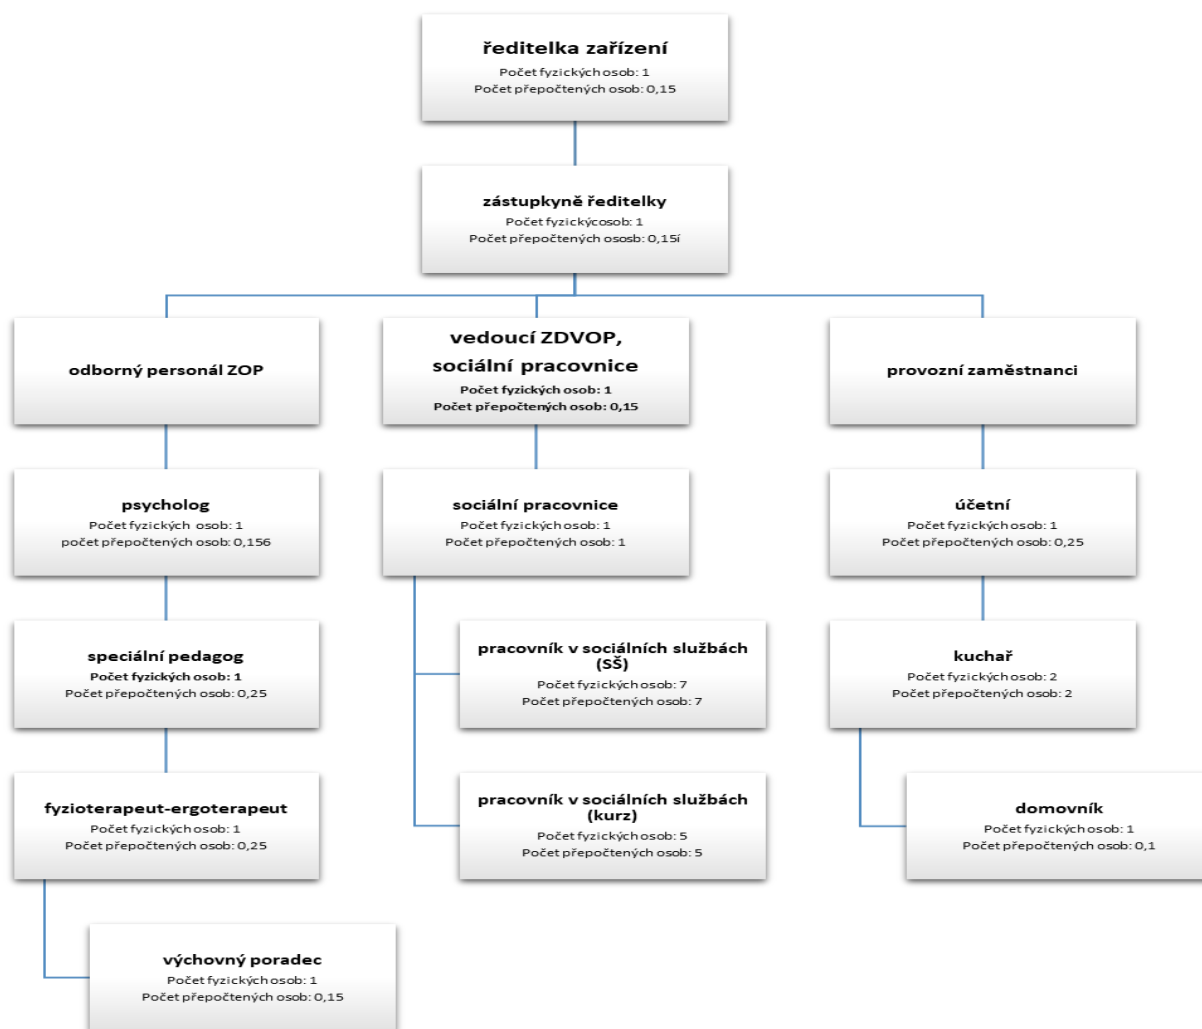 ředitelka zařízení
Počet fyzických osob: 1
Počet přepočtených osob: 0,15
zástupkyně ředitelky
Počet fyzickýcosob: 1
Počet přepočtených ososb: 0,15í
odborný personál ZOP
vedoucí ZDVOP,
sociální pracovnice
Počet fyzických osob: 1
Počet přepočtených osob: 0,15
provozní zaměstnanci
psycholog
Počet fyzických osob: 1
počet přepočtených osob: 0,156
sociální pracovnice
Počet fyzických osob: 1
Počet přepočtených osob: 1
účetní
Počet fyzických osob: 1
Počet přepočtených osob: 0,25
speciální pedagog
Počet fyzických osob: 1
Počet přepočtených osob: 0,25
pracovník v sociálních službách
(SŠ)
Počet fyzických osob: 7
Počet přepočtených osob: 7
kuchař
Počet fyzických osob: 2
Počet přepočtených osob: 2
fyzioterapeut-ergoterapeut
Počet fyzických osob: 1
Počet přepočtených osob: 0,25
pracovník v sociálních službách
(kurz)
Počet fyzických osob: 5
Počet přepočtených osob: 5
domovník
Počet fyzických osob: 1
Počet přepočtených osob: 0,1
výchovný poradec
Počet fyzických osob: 1
Počet přepočtených osob: 0,15